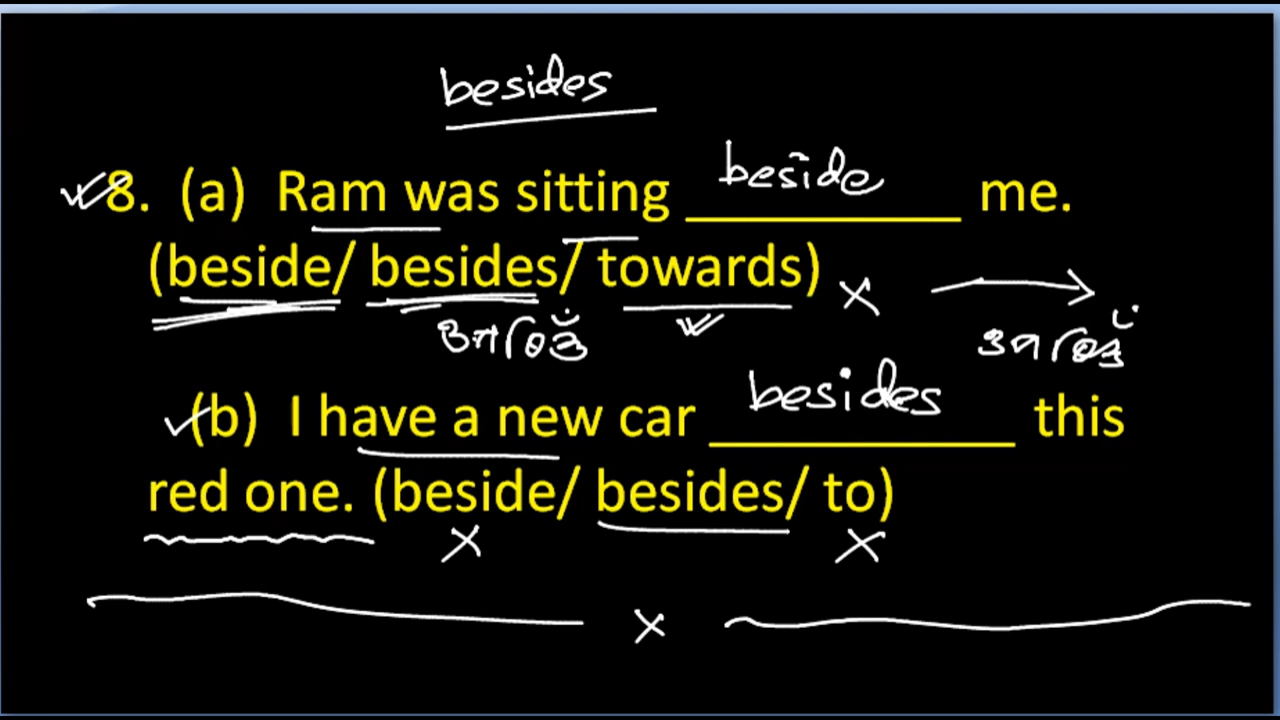 besides
8. (a) Ram was sitting beside me.
(beside/ besides/ towards)
(b) I have a new car besides this
red one. (beside/ besides/ to)